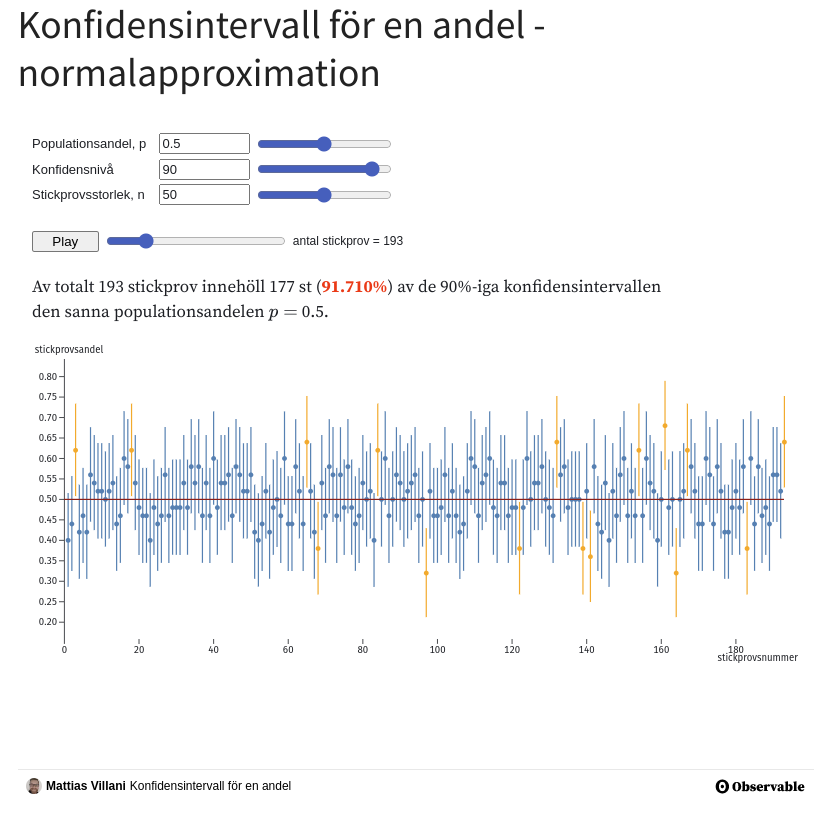 Konfidensintervall för en andel -
normalapproximation
Populationsandel, p 0.5
Konfidensnivå 90
Stickprovsstorlek, n 50
Play antal stickprov = 193
Av totalt 193 stickprov innehöll 177 st (91.710%) av de 90%-iga konfidensintervallen
den sanna populationsandelen p = 0.5.
stickprovsandel
0.80
0.75
0.70
0.65
0.60
0.55
0.50
0.45
0.40
0.35
0.30
0.25
0.20
0 20 40 60 80 100 120 140 160 180
stickprovsnummer
Mattias Villani Konfidensintervall för en andel Observable